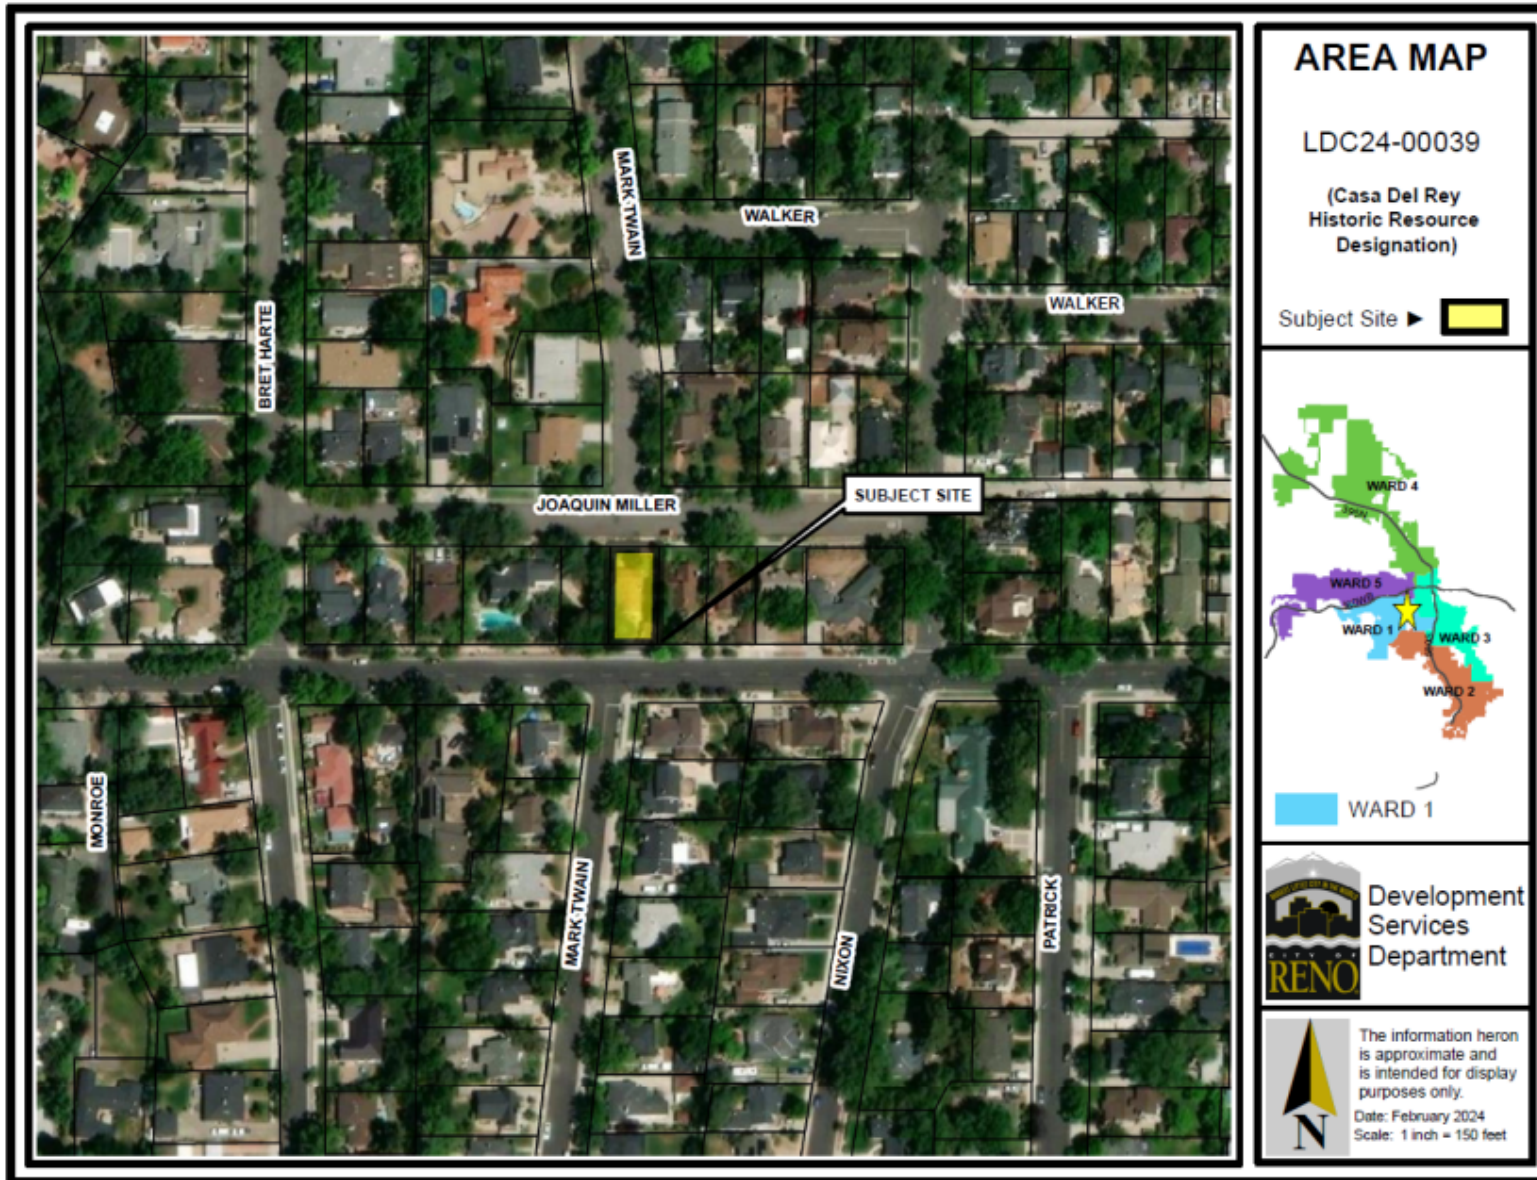 AREA MAP
LDC24-00039
(Casa Del Rey
Historic Resource
Designation)
Subject Site ►
MARK TWAIN
WALKER
WALKER
BRET HARTE
JOAQUIN MILLER
SUBJECT SITE
MONROE
MARK TWAIN
NIXON
PATRICK
WARD 4
395N
WARD 5
WARD 1
WARD 3
WARD 2
WARD 1
CITY OF
RENO
Development
Services
Department
N
The information heron
is approximate and
is intended for display
purposes only.
Date: February 2024
Scale: 1 inch = 150 feet